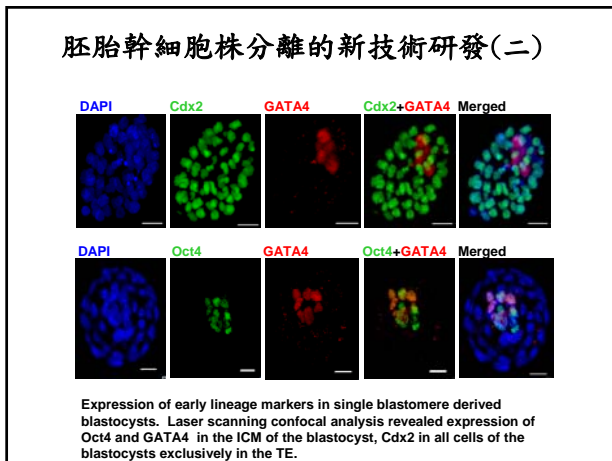 胚胎幹細胞株分離的新技術研發(二)
DAPI Cdx2 GATA4 Cdx2+GATA4 Merged
DAPI Oct4 GATA4 Oct4+GATA4 Merged
Expression of early lineage markers in single blastomere derived
blastocysts. Laser scanning confocal analysis revealed expression of
Oct4 and GATA4 in the ICM of the blastocyst, Cdx2 in all cells of the
blastocysts exclusively in the TE.